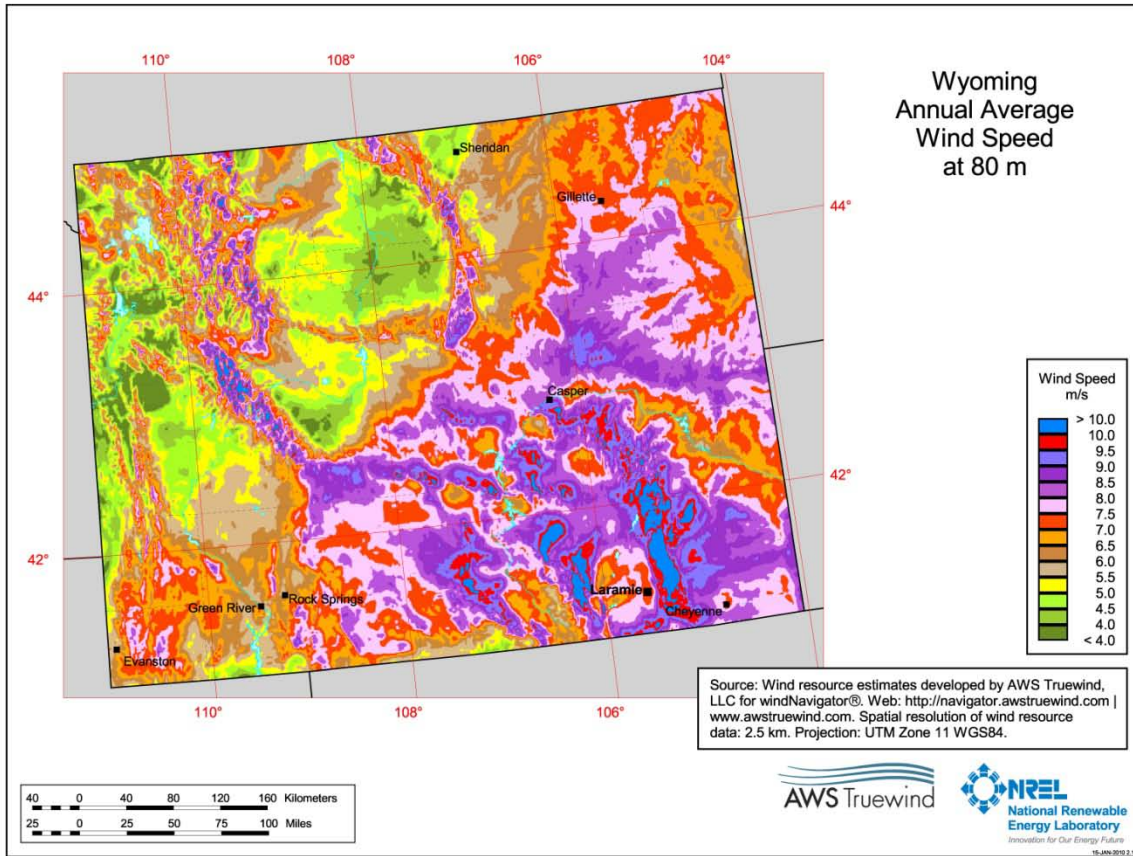 Wyoming
Annual Average
Wind Speed
at 80 m
110°
108°
106°
104°
Sheridan
Gillette
44°
44°
Casper
42°
42°
Laramie
Rock Springs
Green River
Cheyenne
Evanston
110°
108°
106°
Wind Speed
m/s
> 10.0
10.0
9.5
9.0
8.5
8.0
7.5
7.0
6.5
6.0
5.5
5.0
4.5
4.0
< 4.0
Source: Wind resource estimates developed by AWS Truewind,
LLC for windNavigator®. Web: http://navigator.awstruewind.com |
www.awstruewind.com. Spatial resolution of wind resource
data: 2.5 km. Projection: UTM Zone 11 WGS84.
40 0 40 80 120 160 Kilometers
25 0 25 50 75 100 Miles
AWS Truewind
NREL
National Renewable
Energy Laboratory
Innovation for Our Energy Future